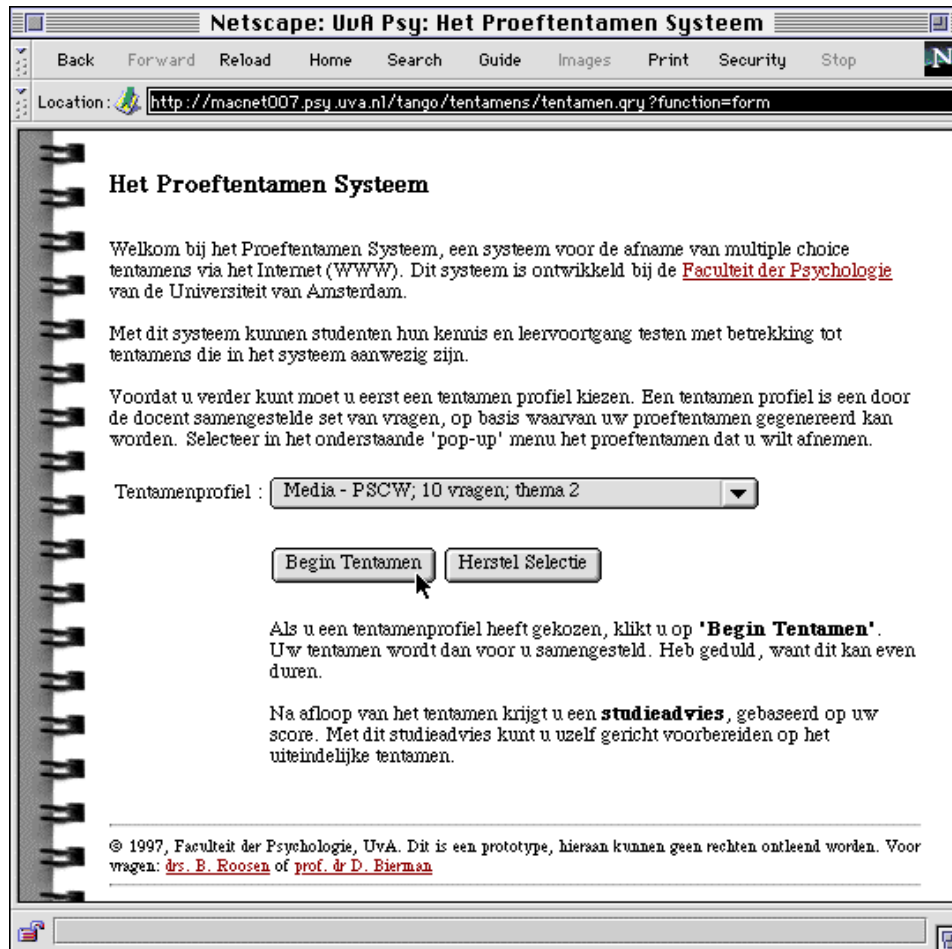 Netscape: UvA Psy: Het Proeftentamen Systeem
Back Forward Reload Home Search Guide Images Print Security Stop
N
Location: http://macnet007.psy.uva.nl/tango/tentamens/tentamen.qry?function=form
Het Proeftentamen Systeem
Welkom bij het Proeftentamen Systeem, een systeem voor de afname van multiple choice
tentamens via het Internet (WWW). Dit systeem is ontwikkeld bij de Faculteit der Psychologie
van de Universiteit van Amsterdam.
Met dit systeem kunnen studenten hun kennis en leervoortgang testen met betrekking tot
tentamens die in het systeem aanwezig zijn.
Voordat u verder kunt moet u eerst een tentamen profiel kiezen. Een tentamen profiel is een door
de docent samengestelde set van vragen, op basis waarvan uw proeftentamen gegenereerd kan
worden. Selecteer in het onderstaande 'pop-up' menu het proeftentamen dat u wilt afnemen.
Tentamenprofiel : Media - PSCW; 10 vragen; thema 2
Begin Tentamen Herstel Selectie
Als u een tentamenprofiel heeft gekozen, klikt u op 'Begin Tentamen'.
Uw tentamen wordt dan voor u samengesteld. Heb geduld, want dit kan even
duren.
Na afloop van het tentamen krijgt u een studieadvies, gebaseerd op uw
score. Met dit studieadvies kunt u uzelf gericht voorbereiden op het
uiteindelijke tentamen.
© 1997, Faculteit der Psychologie, UvA. Dit is een prototype, hieraan kunnen geen rechten ontleend worden. Voor
vragen: drs. B. Roosen of prof. dr D. Bierman